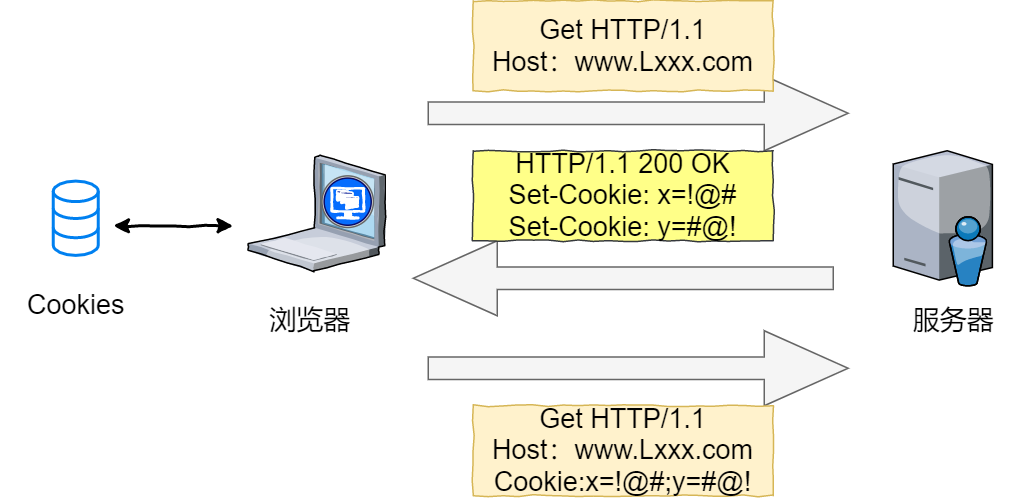 Get HTTP/1.1
Host：www.Lxxx.com
HTTP/1.1 200 OK
Set-Cookie: x=!@#
Set-Cookie: y=#@!
Cookies
浏览器
服务器
Get HTTP/1.1
Host：www.Lxxx.com
Cookie:x=!@#;y=#@!